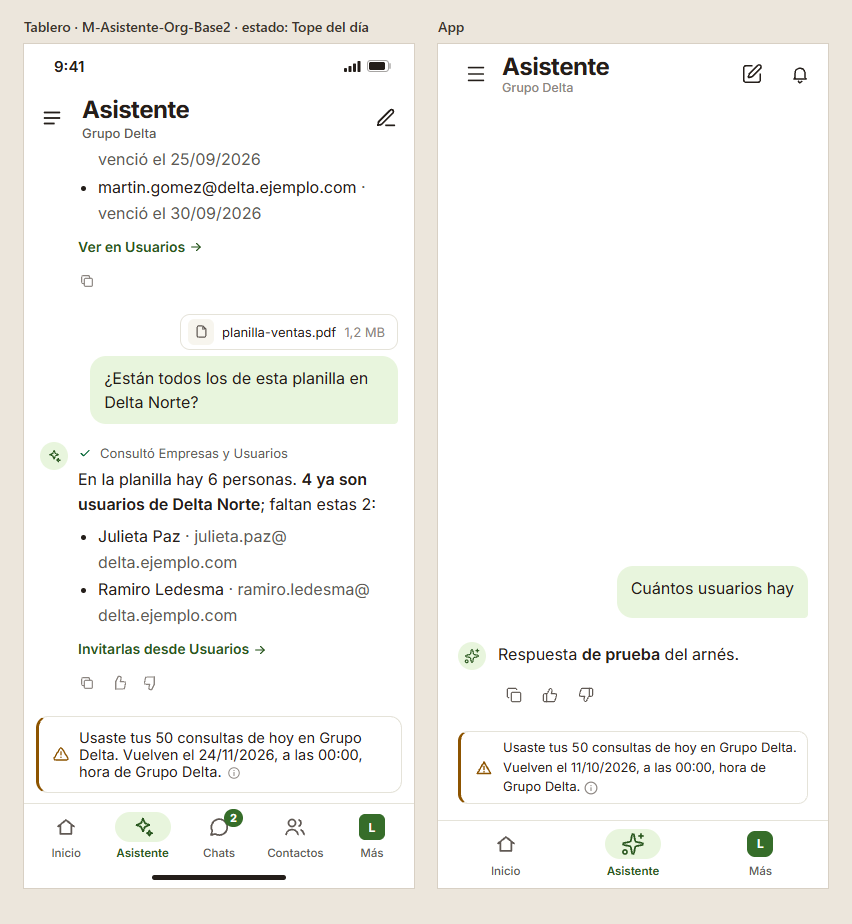 Tablero · M-Asistente-Org-Base2 · estado: Tope del día
9:41
Asistente
Grupo Delta
venció el 25/09/2026
martin.gomez@delta.ejemplo.com ·
venció el 30/09/2026
Ver en Usuarios →
planilla-ventas.pdf 1,2 MB
¿Están todos los de esta planilla en
Delta Norte?
Consultó Empresas y Usuarios
En la planilla hay 6 personas. 4 ya son
usuarios de Delta Norte; faltan estas 2:
Julieta Paz · julieta.paz@
delta.ejemplo.com
Ramiro Ledesma · ramiro.ledesma@
delta.ejemplo.com
Invitarlas desde Usuarios →
Usaste tus 50 consultas de hoy en Grupo
Delta. Vuelven el 24/11/2026, a las 00:00,
hora de Grupo Delta.
2
L
Inicio
Asistente
Chats
Contactos
Más
App
Asistente
Grupo Delta
Cuántos usuarios hay
Respuesta de prueba del arnés.
Usaste tus 50 consultas de hoy en Grupo Delta.
Vuelven el 11/10/2026, a las 00:00, hora de
Grupo Delta.
L
Inicio
Asistente
Más